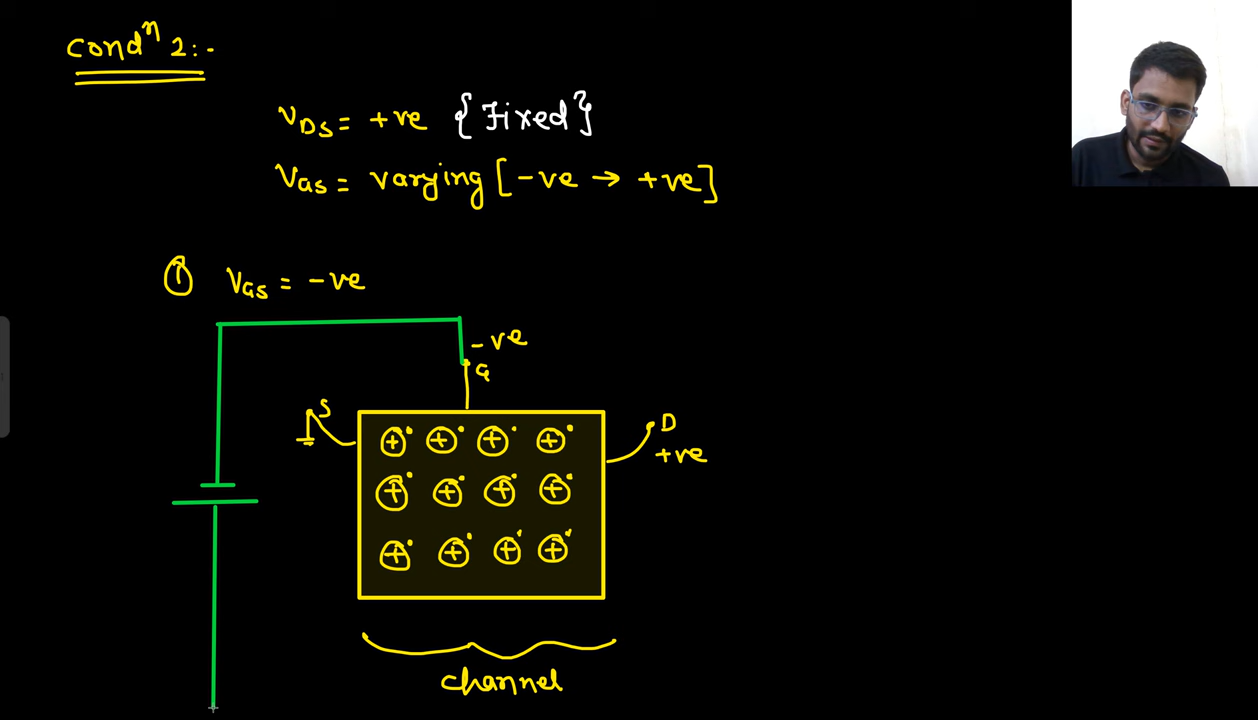 Condⁿ 2:-
V_DS = +ve {Fixed}
V_GS = varying [-ve → +ve]
① V_GS = -ve
-ve
G
S
D
+ve
+ + + +
+ + + +
+ + + +
channel